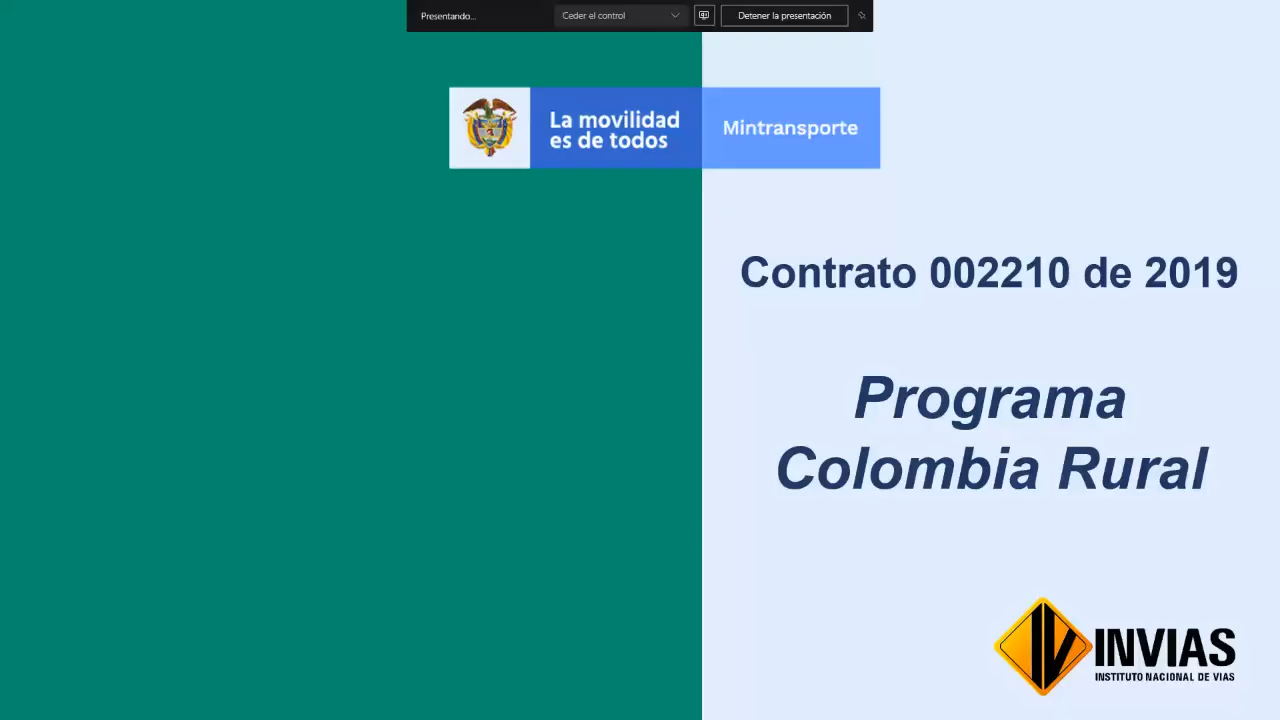 Presentando...
Ceder el control
Detener la presentación
La movilidad
es de todos
Mintransporte
Contrato 002210 de 2019
Programa
Colombia Rural
INVIAS
INSTITUTO NACIONAL DE VIAS